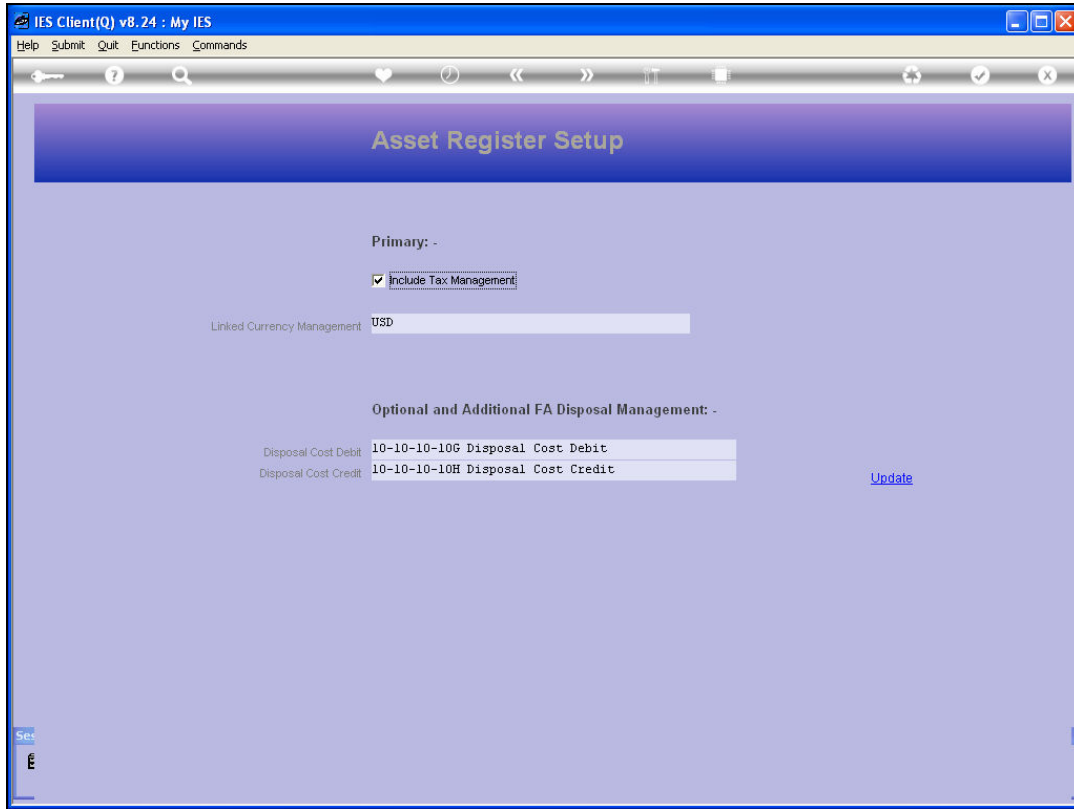 IES Client(Q) v8.24 : My IES
Help Submit Quit Functions Commands
Asset Register Setup
Primary: -
Include Tax Management
Linked Currency Management USD
Optional and Additional FA Disposal Management: -
Disposal Cost Debit 10-10-10-10G Disposal Cost Debit
Disposal Cost Credit 10-10-10-10H Disposal Cost Credit
Update
Ses